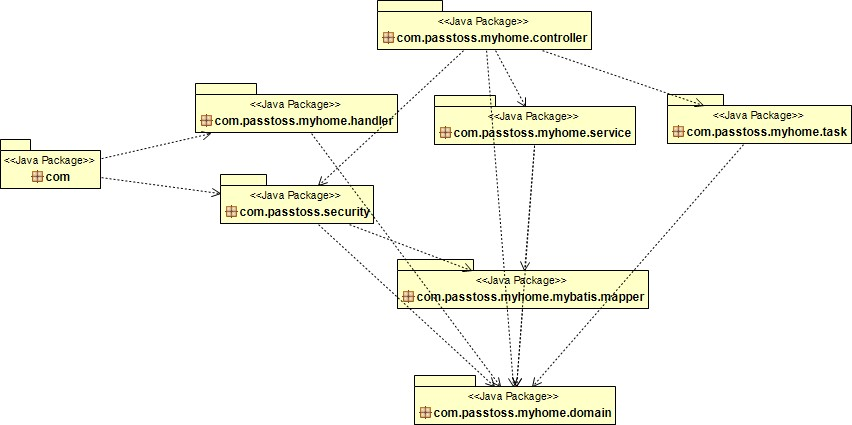 <<Java Package>>
com.passtoss.myhome.controller
<<Java Package>>
com.passtoss.myhome.handler
<<Java Package>>
com.passtoss.myhome.service
<<Java Package>>
com.passtoss.myhome.task
<<Java Package>>
com
<<Java Package>>
com.passtoss.security
<<Java Package>>
com.passtoss.myhome.mybatis.mapper
<<Java Package>>
com.passtoss.myhome.domain